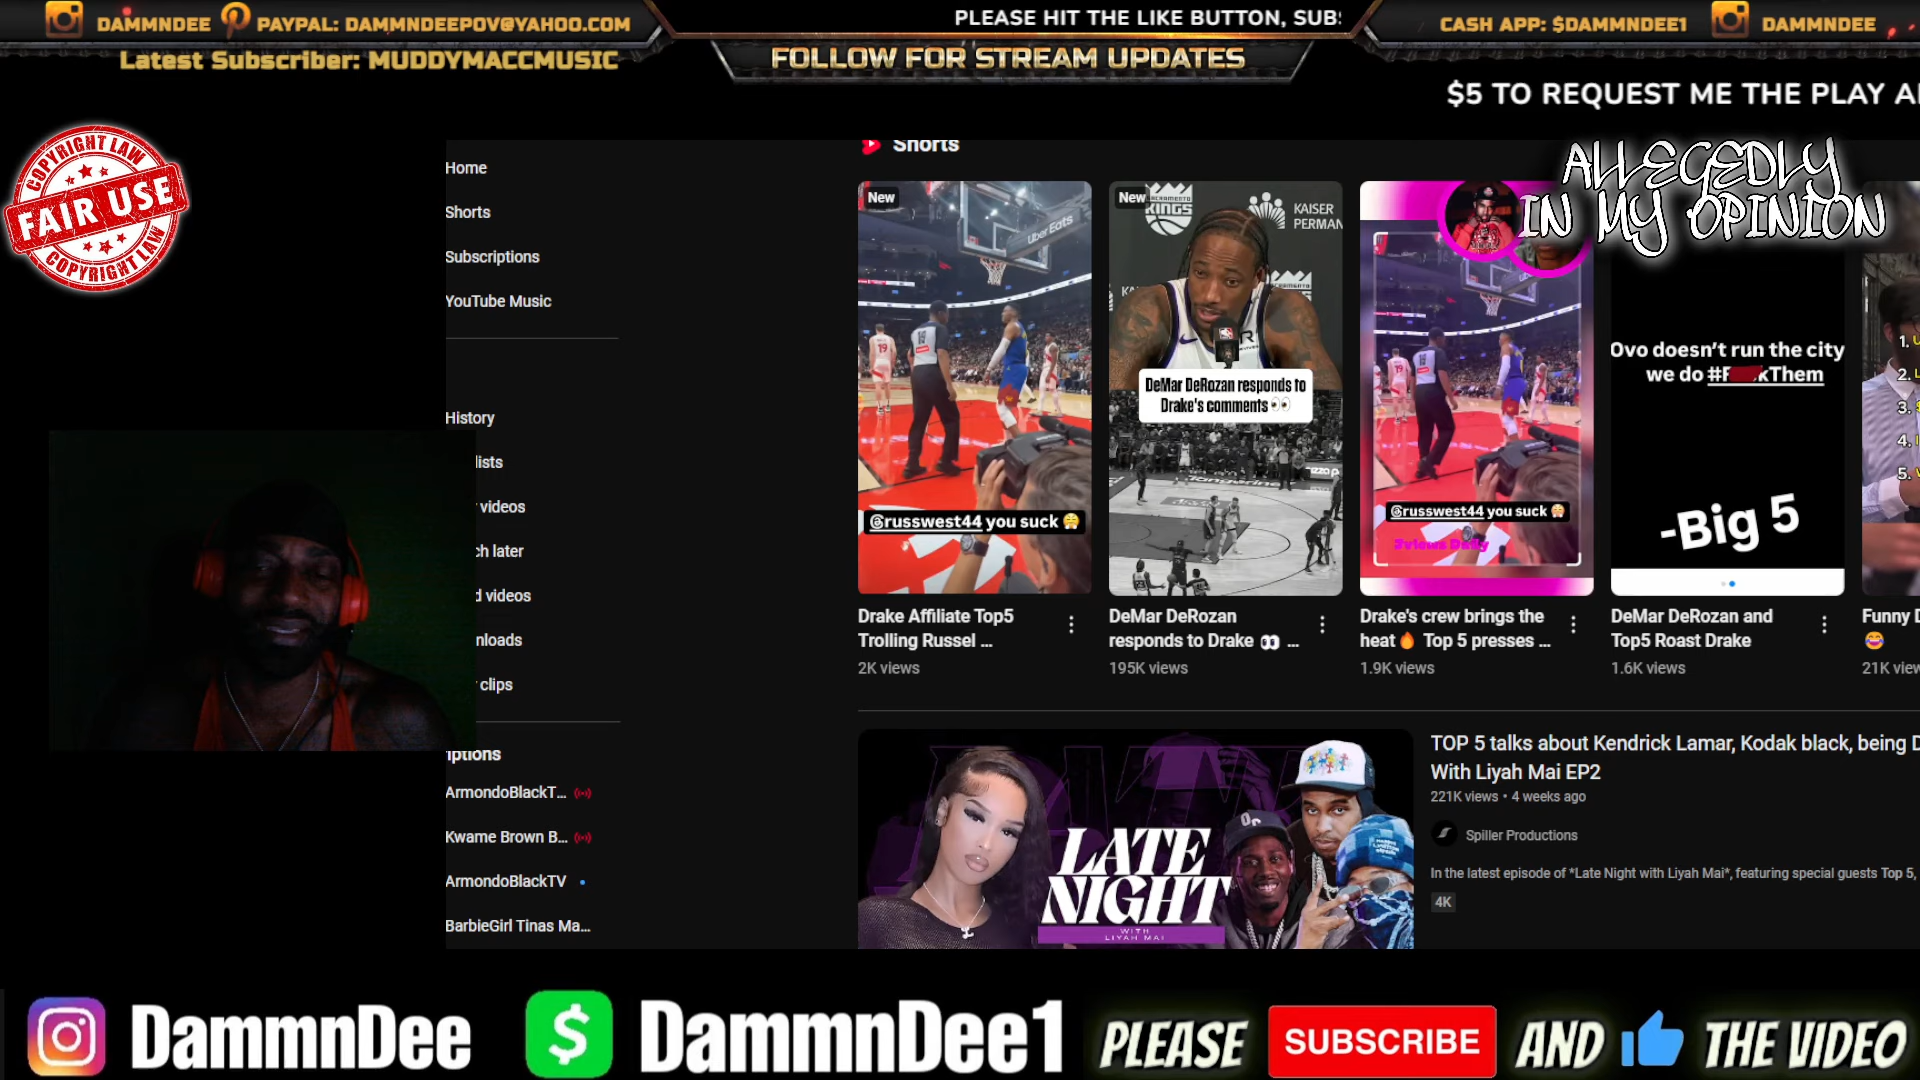 DAMMNDEE
PAYPAL: DAMMNDEEPOV@YAHOO.COM
PLEASE HIT THE LIKE BUTTON, SUBS
CASH APP: $DAMMNDEE1
DAMMNDEE
Latest Subscriber: MUDDYMACCMUSIC
FOLLOW FOR STREAM UPDATES
$5 TO REQUEST ME THE PLAY A
COPYRIGHT LAW
FAIR USE
COPYRIGHT LAW
ALLEGEDLY
IN MY OPINION
Home
Shorts
Subscriptions
YouTube Music
History
lists
videos
ch later
d videos
nloads
clips
iptions
ArmondoBlackT...
Kwame Brown B...
ArmondoBlackTV
BarbieGirl Tinas Ma...
Shorts
New
Uber Eats
19
@russwest44 you suck 😤
Drake Affiliate Top5
Trolling Russel ...
2K views
New
SACRAMENTO
KINGS
KAISER
PERMAN
DeMar DeRozan responds to
Drake's comments 👀
DeMar DeRozan
responds to Drake 👀 ...
195K views
@russwest44 you suck
Drake's crew brings the
heat🔥 Top 5 presses ...
1.9K views
Ovo doesn't run the city
we do #F kThem
-Big 5
DeMar DeRozan and
Top5 Roast Drake
1.6K views
1.
2.
3.
4.
5.
Funny D
😂
21K view
LATE
NIGHT
WITH
LIYAH MAI
TOP 5 talks about Kendrick Lamar, Kodak black, being D
With Liyah Mai EP2
221K views • 4 weeks ago
Spiller Productions
In the latest episode of *Late Night with Liyah Mai*, featuring special guests Top 5,
4K
DammnDee
$
DammnDee1
PLEASE
SUBSCRIBE
AND
THE VIDEO